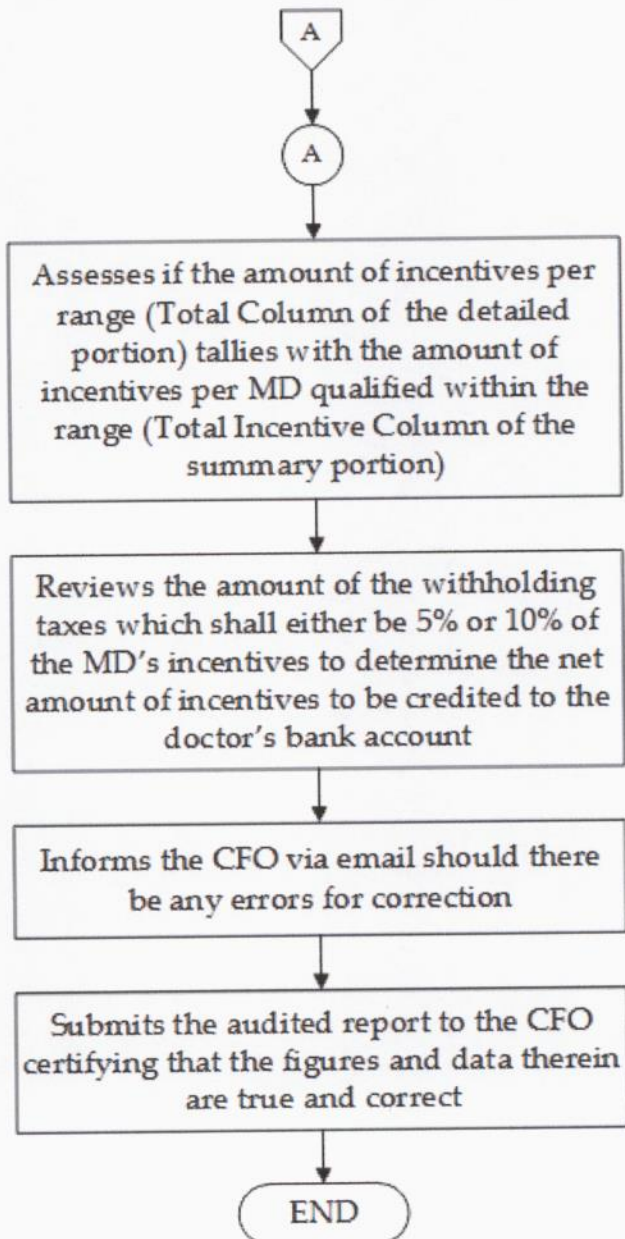 A
A
Assesses if the amount of incentives per
range (Total Column of the detailed
portion) tallies with the amount of
incentives per MD qualified within the
range (Total Incentive Column of the
summary portion)
Reviews the amount of the withholding
taxes which shall either be 5% or 10% of
the MD's incentives to determine the net
amount of incentives to be credited to the
doctor's bank account
Informs the CFO via email should there
be any errors for correction
Submits the audited report to the CFO
certifying that the figures and data therein
are true and correct
END